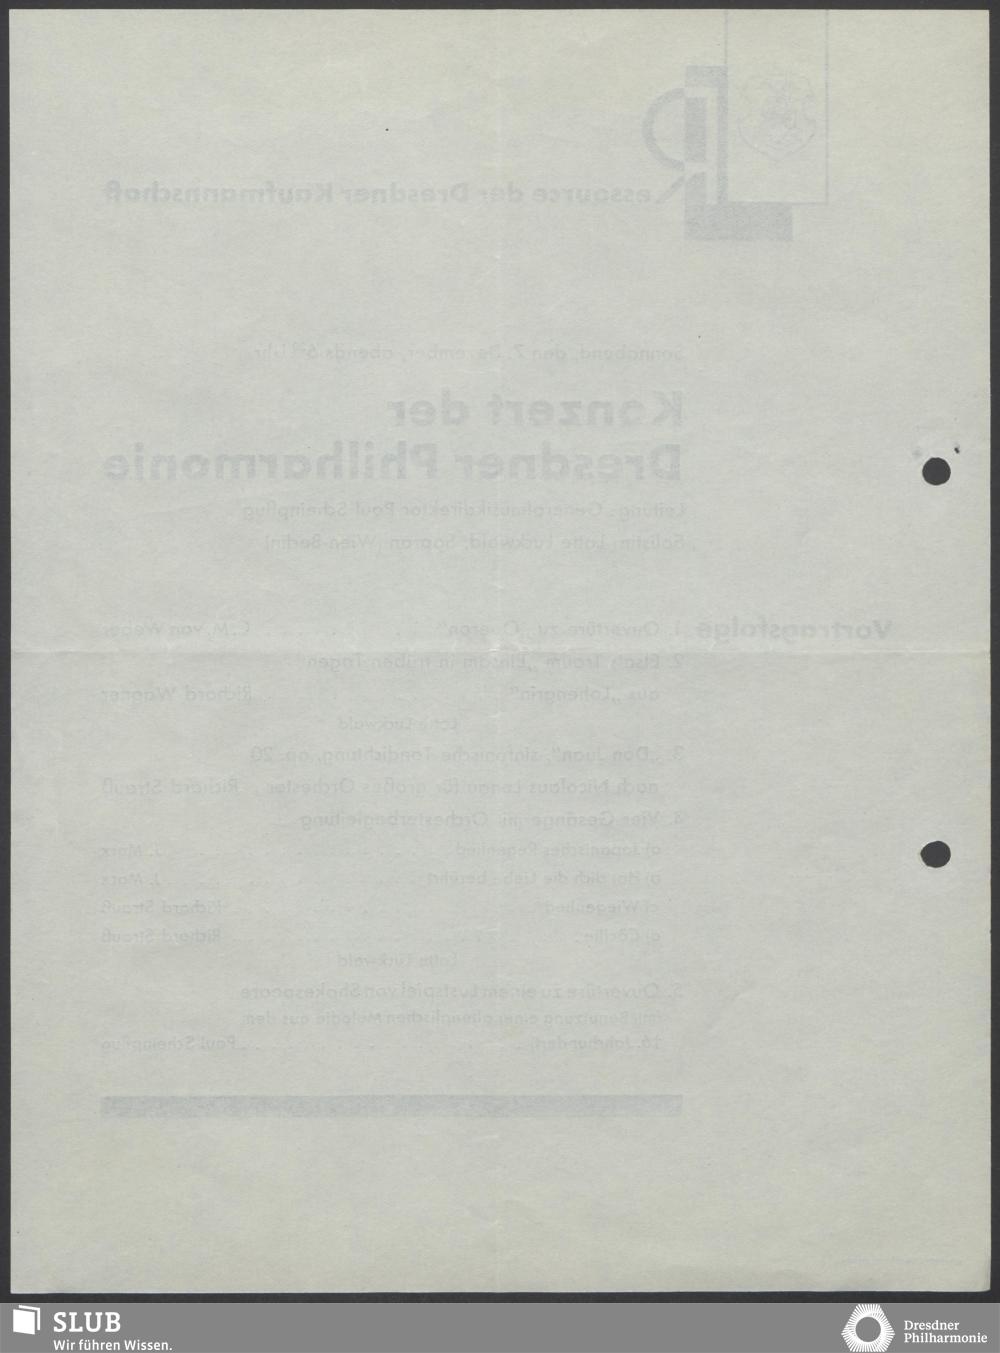 Ressource der Dresdner Kaufmannschaft
Sonnabend, den 7. Dezember, abends 6 Uhr
Konzert der
Dresdner Philharmonie
Leitung: Generalmusikdirektor Paul Scheinpflug
Solistin: Lotte Luckwald, Sopran (Wien-Berlin)
Vortragsfolge 1. Ouvertüre zu „Oberon“ . . . . . . C. M. von Weber
2. Elsas Traum „Einsam in trüben Tagen“
aus „Lohengrin“ . . . . . . Richard Wagner
Lotte Luckwald
3. „Don Juan“, sinfonische Tondichtung, op. 20
nach Nicolaus Lenau für großes Orchester . . Richard Strauß
4. Vier Gesänge mit Orchesterbegleitung
a) Japanisches Regenlied . . . . . . J. Marx
b) Hat dich die Liebe berührt . . . . . . J. Marx
c) Wiegenlied . . . . . . Richard Strauß
d) Cäcilie . . . . . . Richard Strauß
Lotte Luckwald
5. Ouvertüre zu einem Lustspiel von Shakespeare
(mit Benutzung einer altenglischen Melodie aus dem
16. Jahrhundert) . . . . . . Paul Scheinpflug
SLUB
Wir führen Wissen.
Dresdner
Philharmonie